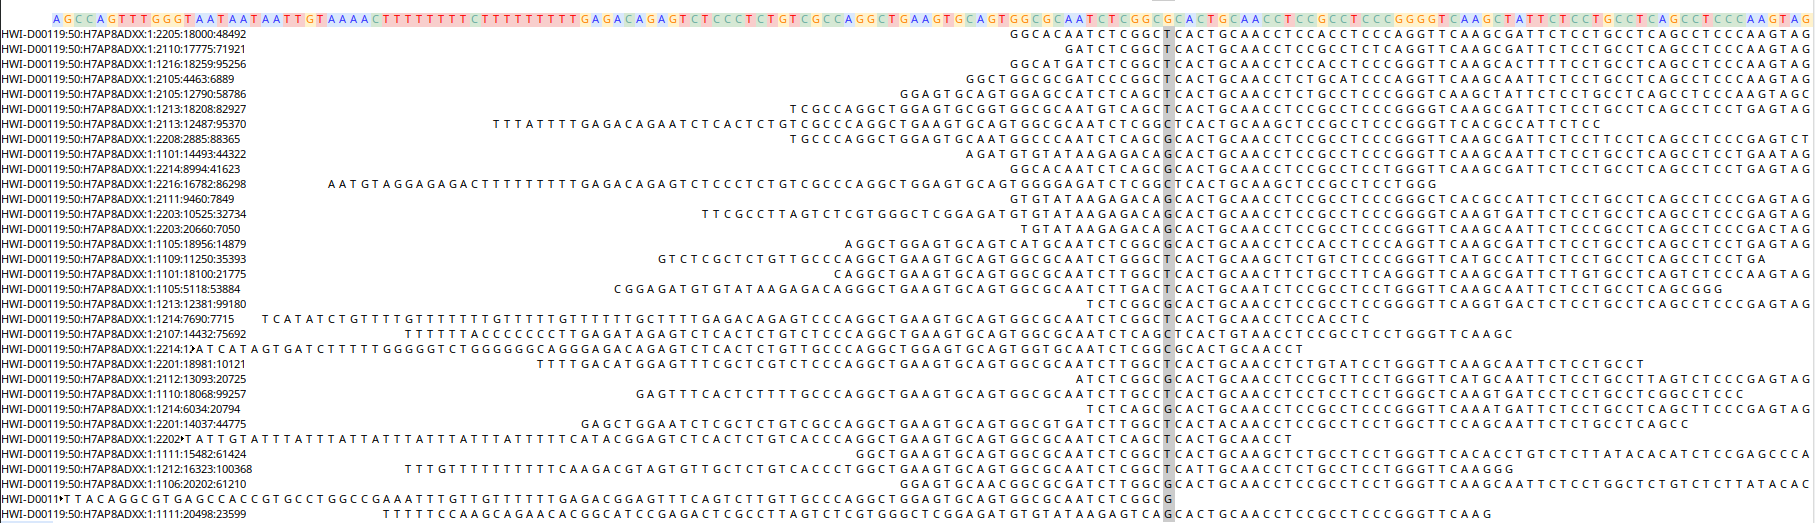 AGCCAGTTTGGGTAATAATAATTGTAAAACTTTTTTTTCTTTTTTTTTGAGACAGAGTCTCCCTCTGTCGCCAGGCTGAAGTGCAGTGGCGCAATCTCGGCGCACTGCAACCTCCGCCTCCCGGGGTCAAGCTATTCTCCTGCCTCAGCCTCCCAAGTAG
HWI-D00119:50:H7AP8ADXX:1:2205:18000:48492 GGCACAATCTCGGCTCACTGCAACCTCCACCTCCCAGGTTCAAGCGATTCTCCTGCCTCAGCCTCCCAAGTAG
HWI-D00119:50:H7AP8ADXX:1:2110:17775:71921 GATCTCGGCTCACTGCAACCTCCGCCTCTCAGGTTCAAGCGATTCTCCTGCCTCAGCCTCCCAAGTAG
HWI-D00119:50:H7AP8ADXX:1:1216:18259:95256 GGCATGATCTCGGCTCACTGCAACCTCCACCTCCCGGGTTCAAGCACTTTTCCTGCCTCAGCCTCCCAAGTAG
HWI-D00119:50:H7AP8ADXX:1:2105:4463:6889 GGCTGGCGCGATCCCGGCTCACTGCAACCTCTGCATCCCAGGTTCAAGCAATTCTCCTGCCTCAGCCTCCCAAGTAG
HWI-D00119:50:H7AP8ADXX:1:2105:12790:58786 GGAGTGCAGTGGAGCCATCTCAGCTCACTGCAACCTCTGCCTCCCGGGTCAAGCTATTCTCCTGCCTCAGCCTCCCAAGTAGC
HWI-D00119:50:H7AP8ADXX:1:1213:18208:82927 TCGCCAGGCTGGAGTGCGGTGGCGCAATGTCAGCTCACTGCAACCTCCGCCTCCCGGGGTCAAGCGATTCTCCTGCCTCAGCCTCCTGAGTAG
HWI-D00119:50:H7AP8ADXX:1:2113:12487:95370 TTTATTTTGAGACAGAATCTCACTCTGTCGCCCAGGCTGAAGTGCAGTGGCGCAATCTCGGCTCACTGCAAGCTCCGCCTCCCGGGTTCACGCCATTCTCC
HWI-D00119:50:H7AP8ADXX:1:2208:2885:88365 TGCCCAGGCTGGAGTGCAATGGCCCAATCTCAGCGCACTGCAACCTCCGCCTCCCGGGTTCAAGCGATTCTCCTTCCTCAGCCTCCCGAGTCT
HWI-D00119:50:H7AP8ADXX:1:1101:14493:44322 AGATGTGTATAAGAGACAGCACTGCAACCTCCGCCTCCCGGGTTCAAGCAATTCTCCTGCCTCAGCCTCCTGAATAG
HWI-D00119:50:H7AP8ADXX:1:2214:8994:41623 GGCACAATCTCAGCGCACTGCAACCTCCGCCTCCTGGGTTCAAGCGATTCTCCTGCCTCAGCCTCCTGAGTAG
HWI-D00119:50:H7AP8ADXX:1:2216:16782:86298 AATGTAGGAGAGACTTTTTTTTTTGAGACAGAGTCTCCCTCTGTCGCCCAGGCTGGAGTGCAGTGGGGAGATCTCGGCTCACTGCAAGCTCCGCCTCCTGGG
HWI-D00119:50:H7AP8ADXX:1:2111:9460:7849 GTGTATAAGAGACAGCACTGCAACCTCCGCCTCCCGGGCTCACGCCATTCTCCTGCCTCAGCCTCCCGAGTAG
HWI-D00119:50:H7AP8ADXX:1:2203:10525:32734 TTCGCCTTAGTCTCGTGGGCTCGGAGATGTGTATAAGAGACAGCACTGCAACCTCCGCCTCCCGGGGTCAAGTGATTCTCCTGCCTCAGCCTCCCGAGTAG
HWI-D00119:50:H7AP8ADXX:1:2203:20660:7050 TGTATAAGAGACAGCACTGCAACCTCCGCCTCCCGGGTTCAAGCAATTCTCCCGCCTCAGCCTCCCGACTAG
HWI-D00119:50:H7AP8ADXX:1:1105:18956:14879 AGGCTGGAGTGCAGTCATGCAATCTCGGCGCACTGCAACCTCCACCTCCCAGGTTCAAGCGATTCTCCTGCCTCAGCCTCCTGAGTAG
HWI-D00119:50:H7AP8ADXX:1:1109:11250:35393 GTCTCGCTCTGTTGCCCAGGCTGAAGTGCAGTGGCGCAATCTGGGCTCACTGCAAGCTCTGTCTCCCGGGTTCATGCCATTCTCCTGCCTCAGCCTCCTGA
HWI-D00119:50:H7AP8ADXX:1:1101:18100:21775 CAGGCTGAAGTGCAGTGGCGCAATCTTGGCTCACTGCAACTTCTGCCTTCAGGGTTCAAGCGATTCTTGTGCCTCAGTCTCCCAAGTAG
HWI-D00119:50:H7AP8ADXX:1:1105:5118:53884 CGGAGATGTGTATAAGAGACAGGGCTGAAGTGCAGTGGCGCAATCTTGACTCACTGCAATCTCCGCCTCCTGGGTTCAAGCAATTCTCCTGCCTCAGCGGG
HWI-D00119:50:H7AP8ADXX:1:1213:12381:99180 TCTCGGCGCACTGCAACCTCCGCCTCCGGGGTTCAGGTGACTCTCCTGCCTCAGCCTCCCGAGTAG
HWI-D00119:50:H7AP8ADXX:1:1214:7690:7715 TCATATCTGTTTTGTTTTTTTGTTTTTGTTTTTTGCTTTTGAGACAGAGTCCCAGGCTGAAGTGCAGTGGCGCAATCTCGGCTCACTGCAACCTCCACCTC
HWI-D00119:50:H7AP8ADXX:1:2107:14432:75692 TTTTTTACCCCCCCTTGAGATAGAGTCTCACTCTGTCTCCCAGGCTGAAGTGCAGTGGCGCAATCTCAGCTCACTGTAACCTCCGCCTCCTGGGTTCAAGC
HWI-D00119:50:H7AP8ADXX:1:2214:1 ATCATAGTGATCTTTTTGGGGGTCTGGGGGGCAGGGAGACAGAGTCTCACTCTGTTGCCCAGGCTGGAGTGCAGTGGTGCAATCTCGGCGCACTGCAACCT
HWI-D00119:50:H7AP8ADXX:1:2201:18981:10121 TTTTGACATGGAGTTTCGCTCGTCTCCCAGGCTGAAGTGCAGTGGCGCAATCTTGGCTCACTGCAACCTCTGTATCCTGGGTTCAAGCAATTCTCCTGCCT
HWI-D00119:50:H7AP8ADXX:1:2112:13093:20725 ATCTCGGCGCACTGCAACCTCCGCTTCCTGGGTTCATGCAATTCTCCTGCCTTAGTCTCCCGAGTAG
HWI-D00119:50:H7AP8ADXX:1:1110:18068:99257 GAGTTTCACTCTTTTGCCCAGGCTGAAGTGCAGTGGCGCAATCTTGCCTCACTGCAACCTCCTCCTCCTGGGCTCAAGTGATCCTCCTGCCTCGGCCTCCC
HWI-D00119:50:H7AP8ADXX:1:1214:6034:20794 TCTCAGCGCACTGCAACCTCCGCCTCCCGGGTTCAAATGATTCTCCTGCCTCAGCTTCCCGAGTAG
HWI-D00119:50:H7AP8ADXX:1:2201:14037:44775 GAGCTGGAATCTCGCTCTGTCGCCAGGCTGAAGTGCAGTGGCGTGATCTTGGCTCACTACAACCTCCGCCTCCTGGCTTCCAGCAATTCTCTGCCTCAGCC
HWI-D00119:50:H7AP8ADXX:1:2202 TATTGTATTTATTTATTATTTATTTATTTATTTTTCATACGGAGTCTCACTCTGTCACCCAGGCTGAAGTGCAGTGGCGCAATCTCAGCTCACTGCAACCT
HWI-D00119:50:H7AP8ADXX:1:1111:15482:61424 GGCTGAAGTGCAGTGGCGCAATCTCGGCTCACTGCAAGCTCTGCCTCCTGGGTTCACACCTGTCTCTTATACACATCTCCGAGCCCA
HWI-D00119:50:H7AP8ADXX:1:1212:16323:100368 TTTGTTTTTTTTTTCAAGACGTAGTGTTGCTCTGTCACCCTGGCTGAAGTGCAGTGGCGCAATCTCGGCTCATTGCAACCTCTGCCTCCTGGGTTCAAGGG
HWI-D00119:50:H7AP8ADXX:1:1106:20202:61210 GGAGTGCAACGGCGCGATCTTGGCGCACTGCAACCTCCGCCTCCTGGGTTCAAGCAATTCTCCTGGCTCTGTCTCTTATACAC
HWI-D0011 TTACAGGCGTGAGCCACCGTGCCTGGCCGAAATTTGTTGTTTTTTGAGACGGAGTTTCAGTCTTGTTGCCCAGGCTGGAGTGCAGTGGCGCAATCTCGGCG
HWI-D00119:50:H7AP8ADXX:1:1111:20498:23599 TTTTTCCAAGCAGAACACGGCATCCGAGACTCGCCTTAGTCTCGTGGGCTCGGAGATGTGTATAAGAGTCAGCACTGCAACCTCCGCCTCCCGGGTTCAAG